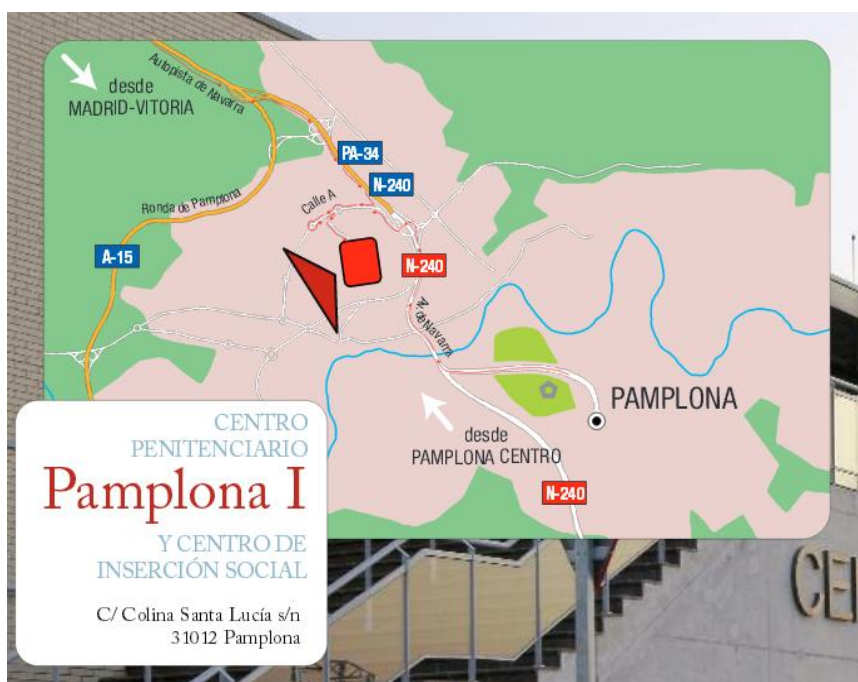 Autopista de Navarra
desde
MADRID-VITORIA
PA-34
N-240
Calle A
Ronda de Pamplona
A-15
N-240
Av. de Navarra
PAMPLONA
desde
PAMPLONA CENTRO
N-240
CENTRO
PENITENCIARIO
Pamplona I
Y CENTRO DE
INSERCIÓN SOCIAL
C/ Colina Santa Lucía s/n
31012 Pamplona
CE